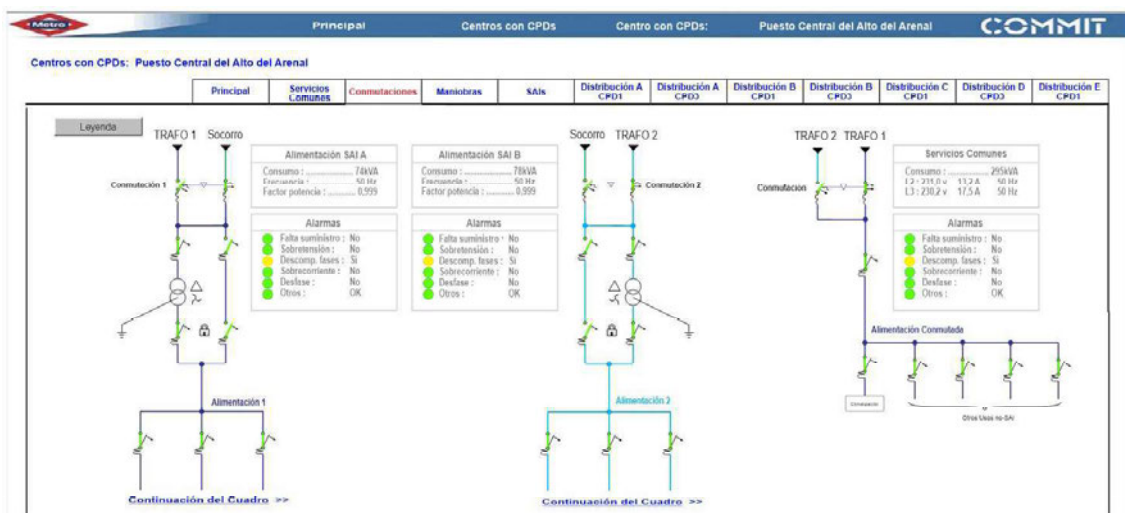 Metro
Principal
Centros con CPDs
Centro con CPDs:
Puesto Central del Alto del Arenal
COMMIT
Centros con CPDs: Puesto Central del Alto del Arenal
Principal
Servicios Comunes
Conmutaciones
Maniobras
SAIs
Distribución A CPD1
Distribución A CPD3
Distribución B CPD1
Distribución B CPD3
Distribución C CPD1
Distribución D CPD3
Distribución E CPD1
Leyenda
TRAFO 1 Socorro
Conmutación 1
Alimentación SAI A
Consumo : .................. 74kVA
Frecuencia : .................. 50 Hz
Factor potencia : ........... 0,999
Alarmas
Falta suministro : No
Sobretensión : No
Descomp. fases : Si
Sobrecorriente : No
Desfase : No
Otros : OK
Alimentación 1
Continuación del Cuadro >>
Alimentación SAI B
Consumo : .................. 78kVA
Frecuencia : .................. 50 Hz
Factor potencia : ........... 0,999
Alarmas
Falta suministro : No
Sobretensión : No
Descomp. fases : Si
Sobrecorriente : No
Desfase : No
Otros : OK
Socorro TRAFO 2
Conmutación 2
Alimentación 2
Continuación del Cuadro >>
TRAFO 2 TRAFO 1
Conmutacion
Servicios Comunes
Consumo : .................. 295kVA
L2 : 231,0 v 13,2 A 50 Hz
L3 : 230,2 v 17,5 A 50 Hz
Alarmas
Falta suministro : No
Sobretensión : No
Descomp. fases : Si
Sobrecorriente : No
Desfase : No
Otros : OK
Alimentación Conmutada
Otros Usos no-SAI